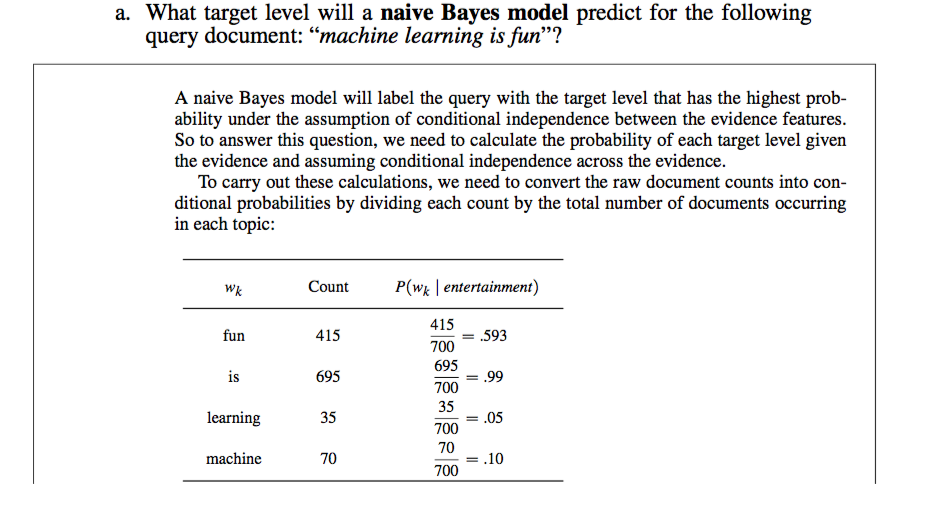 a. What target level will a naive Bayes model predict for the following
query document: “machine learning is fun”?
A naive Bayes model will label the query with the target level that has the highest prob-
ability under the assumption of conditional independence between the evidence features.
So to answer this question, we need to calculate the probability of each target level given
the evidence and assuming conditional independence across the evidence.
To carry out these calculations, we need to convert the raw document counts into con-
ditional probabilities by dividing each count by the total number of documents occurring
in each topic:
wk Count P(wk | entertainment)
fun 415 415/700 = .593
is 695 695/700 = .99
learning 35 35/700 = .05
machine 70 70/700 = .10